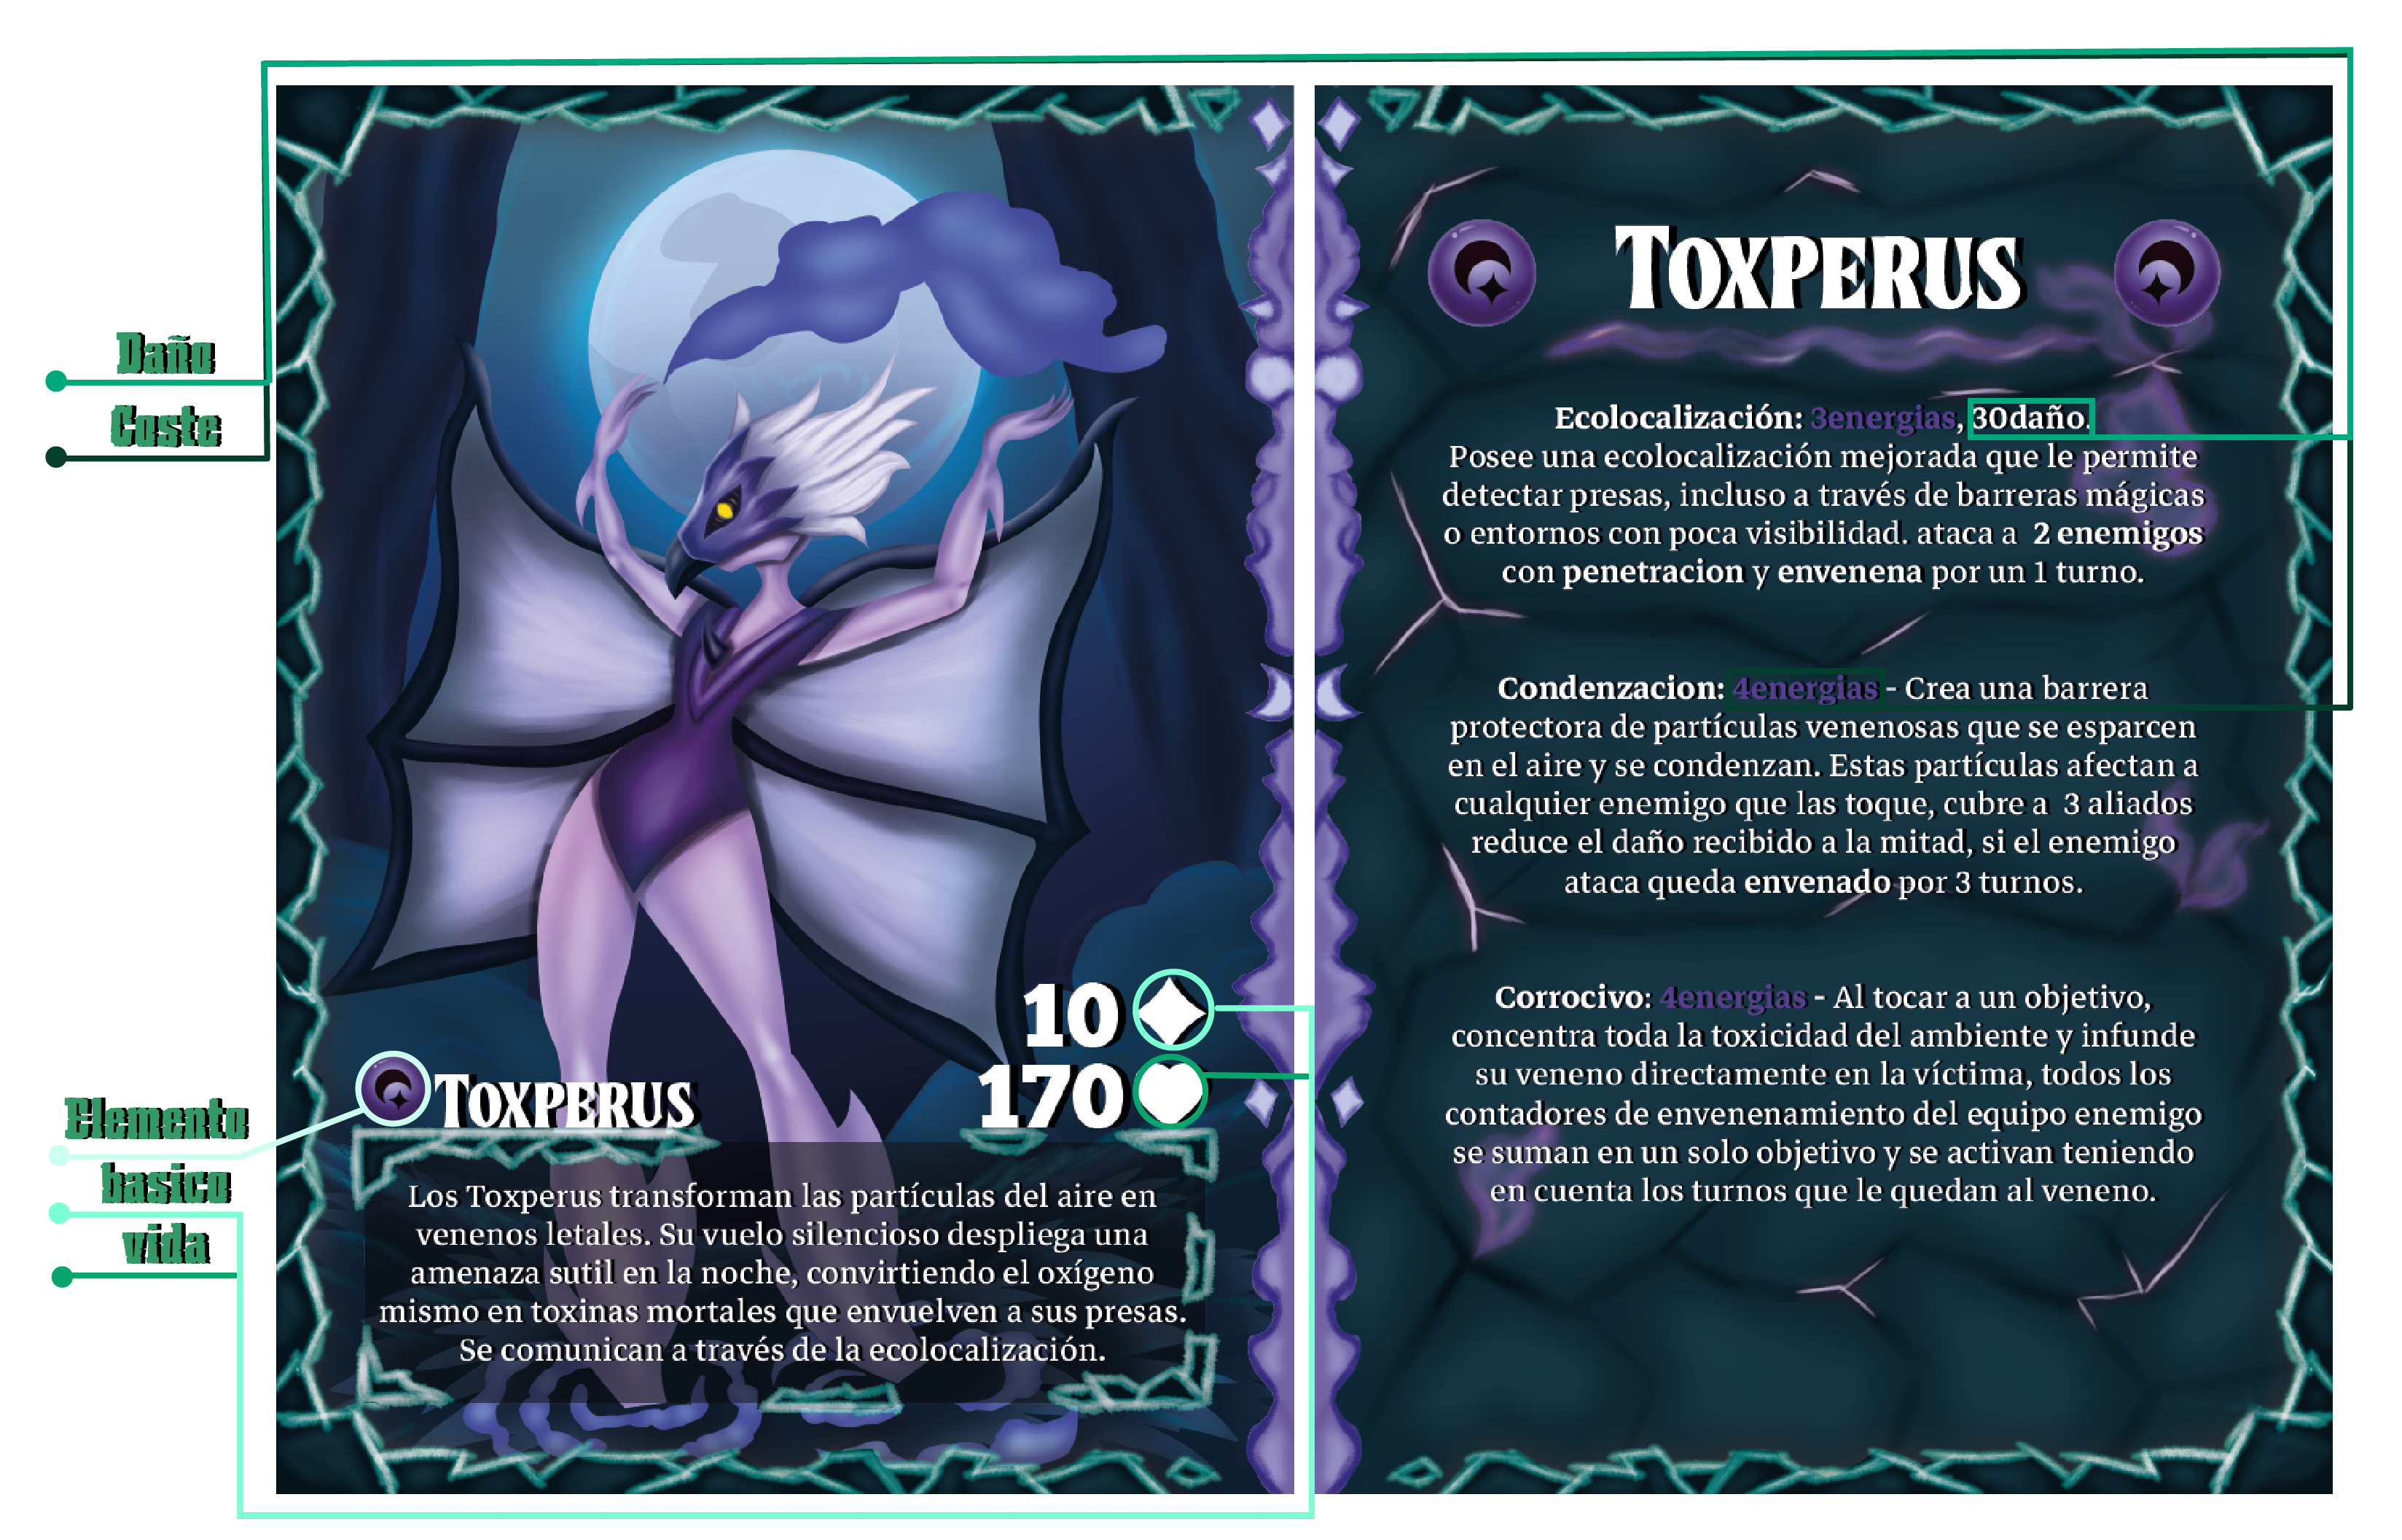 Daño
Coste
Elemento
basico
vida
10
170
TOXPERUS
Los Toxperus transforman las partículas del aire en
venenos letales. Su vuelo silencioso despliega una
amenaza sutil en la noche, convirtiendo el oxígeno
mismo en toxinas mortales que envuelven a sus presas.
Se comunican a través de la ecolocalización.
TOXPERUS
Ecolocalización: 3energias, 30daño.
Posee una ecolocalización mejorada que le permite
detectar presas, incluso a través de barreras mágicas
o entornos con poca visibilidad. ataca a 2 enemigos
con penetracion y envenena por un 1 turno.
Condenzacion: 4energias - Crea una barrera
protectora de partículas venenosas que se esparcen
en el aire y se condenzan. Estas partículas afectan a
cualquier enemigo que las toque, cubre a 3 aliados
reduce el daño recibido a la mitad, si el enemigo
ataca queda envenado por 3 turnos.
Corrocivo: 4energias - Al tocar a un objetivo,
concentra toda la toxicidad del ambiente y infunde
su veneno directamente en la víctima, todos los
contadores de envenenamiento del equipo enemigo
se suman en un solo objetivo y se activan teniendo
en cuenta los turnos que le quedan al veneno.